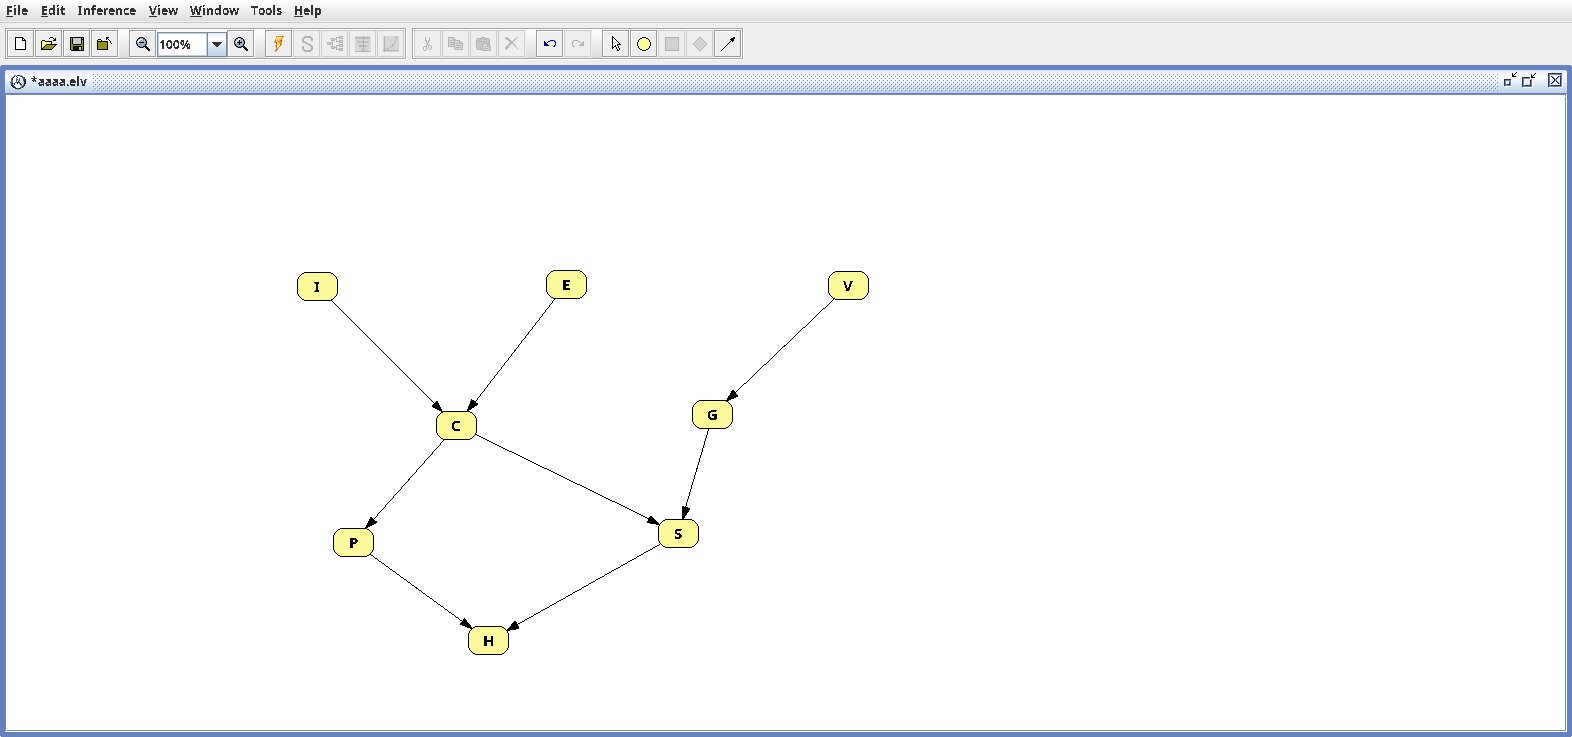 File Edit Inference View Window Tools Help
100%
*aaaa.elv
I E V
C G
P S
H